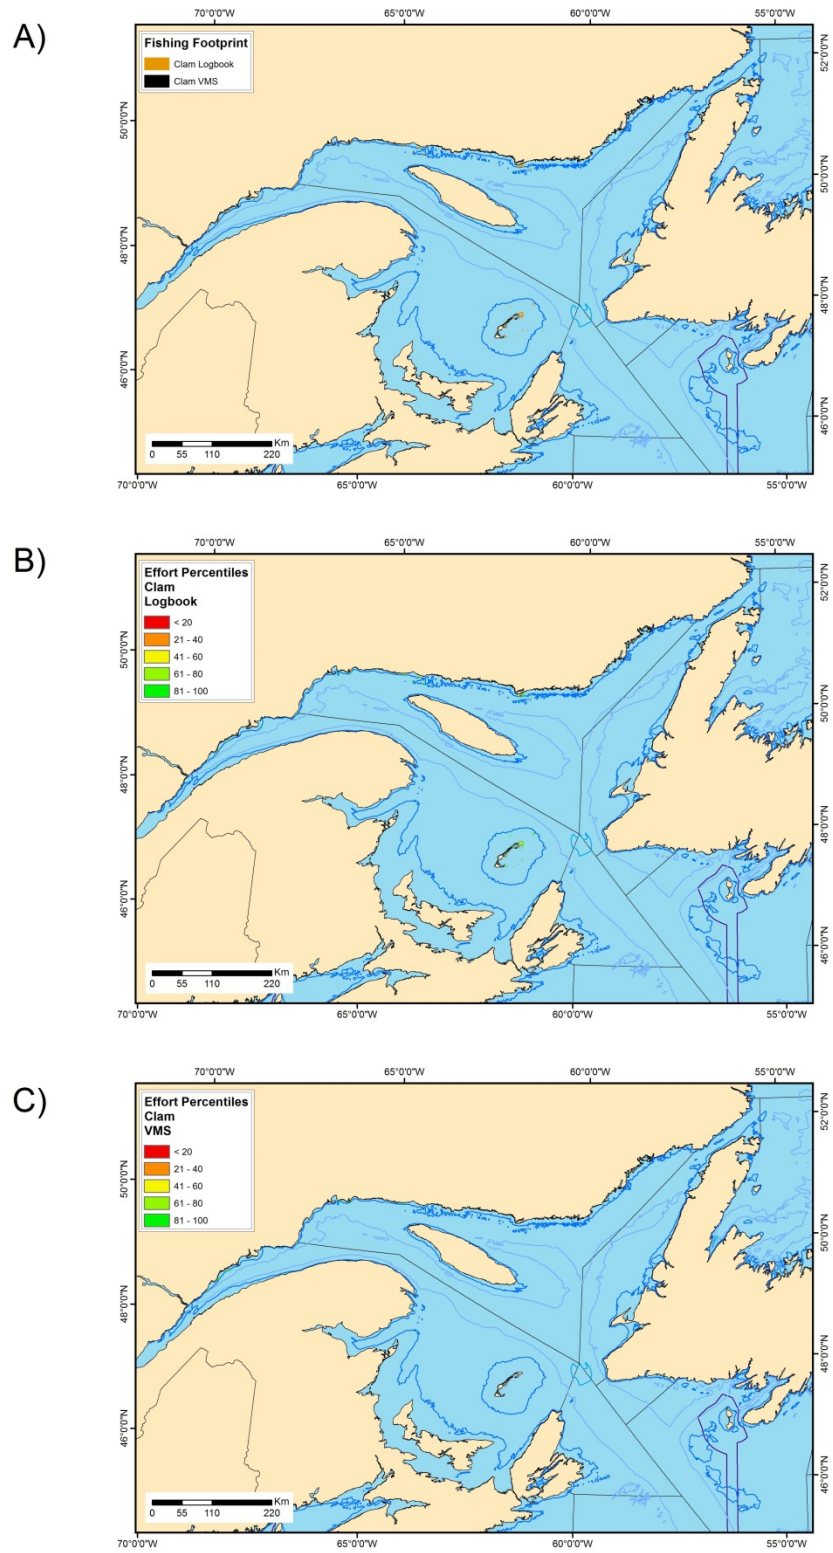 A)
70°0'0"W 65°0'0"W 60°0'0"W 55°0'0"W
Fishing Footprint
Clam Logbook
Clam VMS
52°0'0"N
50°0'0"N
50°0'0"N
48°0'0"N
48°0'0"N
46°0'0"N
46°0'0"N
Km
0 55 110 220
70°0'0"W 65°0'0"W 60°0'0"W 55°0'0"W
B)
70°0'0"W 65°0'0"W 60°0'0"W 55°0'0"W
Effort Percentiles
Clam
Logbook
< 20
21 - 40
41 - 60
61 - 80
81 - 100
52°0'0"N
50°0'0"N
50°0'0"N
48°0'0"N
48°0'0"N
46°0'0"N
46°0'0"N
Km
0 55 110 220
70°0'0"W 65°0'0"W 60°0'0"W 55°0'0"W
C)
70°0'0"W 65°0'0"W 60°0'0"W 55°0'0"W
Effort Percentiles
Clam
VMS
< 20
21 - 40
41 - 60
61 - 80
81 - 100
52°0'0"N
50°0'0"N
50°0'0"N
48°0'0"N
48°0'0"N
46°0'0"N
46°0'0"N
Km
0 55 110 220
70°0'0"W 65°0'0"W 60°0'0"W 55°0'0"W